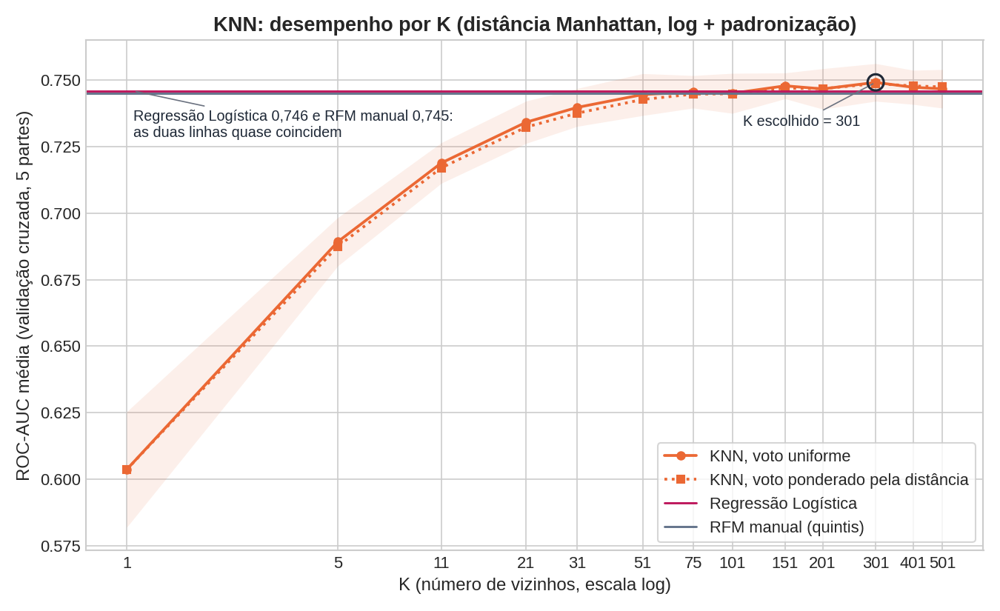 KNN: desempenho por K (distância Manhattan, log + padronização)
ROC-AUC média (validação cruzada, 5 partes)
0.750
0.725
0.700
0.675
0.650
0.625
0.600
0.575
Regressão Logística 0,746 e RFM manual 0,745:
as duas linhas quase coincidem
K escolhido = 301
KNN, voto uniforme
KNN, voto ponderado pela distância
Regressão Logística
RFM manual (quintis)
1 5 11 21 31 51 75 101 151 201 301 401 501
K (número de vizinhos, escala log)